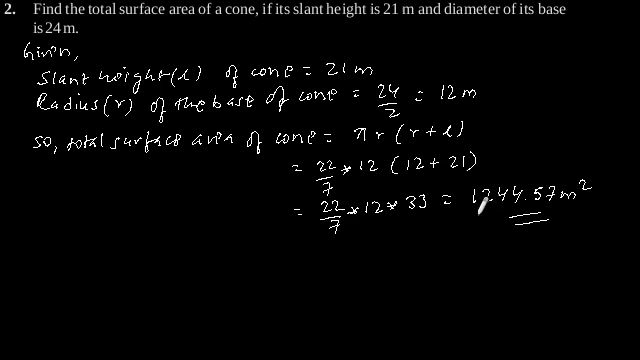 2. Find the total surface area of a cone, if its slant height is 21 m and diameter of its base
is 24 m.
Given,
Slant height(l) of cone = 21 m
Radius(r) of the base of cone = 24/2 = 12 m
so, total surface area of cone = πr(r+l)
= 22/7 * 12 (12 + 21)
= 22/7 * 12 * 33 = 1244.57 m²